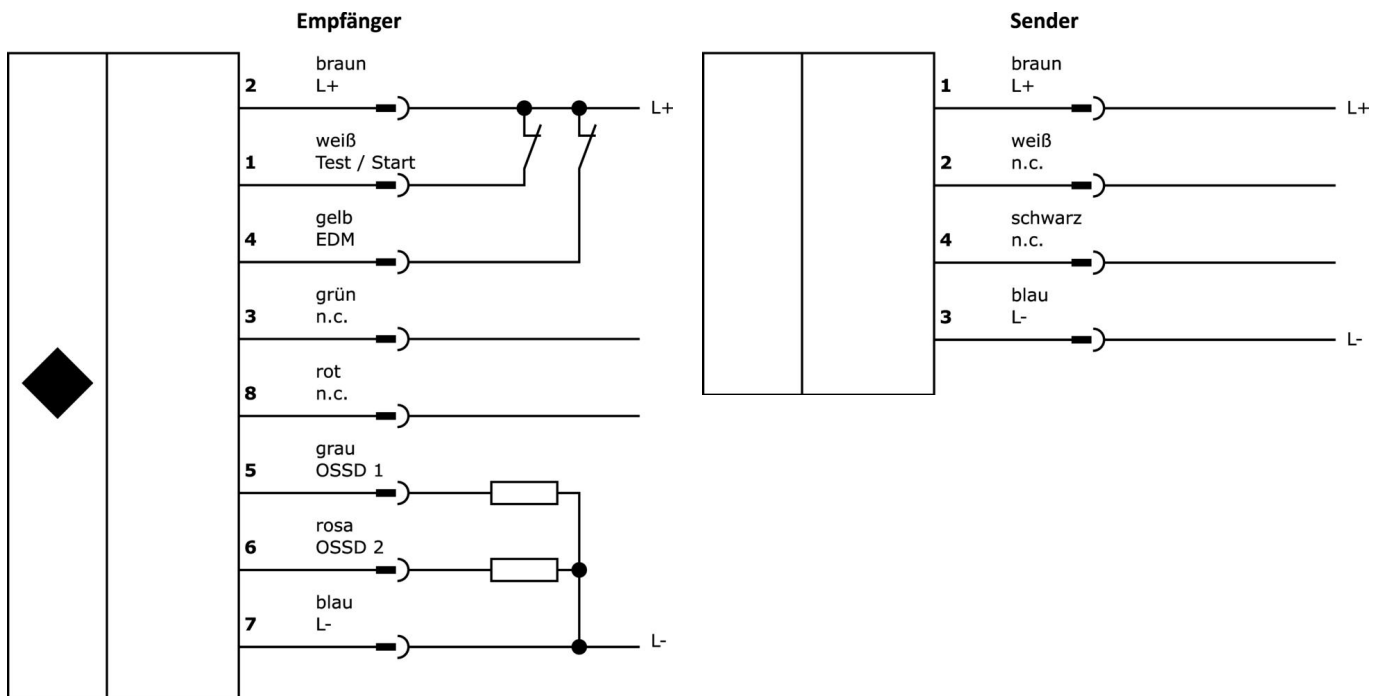 Empfänger
braun
2 L+
L+
weiß
1 Test / Start
gelb
4 EDM
grün
3 n.c.
rot
8 n.c.
grau
5 OSSD 1
rosa
6 OSSD 2
blau
7 L-
L-
Sender
braun
1 L+
L+
weiß
2 n.c.
schwarz
4 n.c.
blau
3 L-
L-